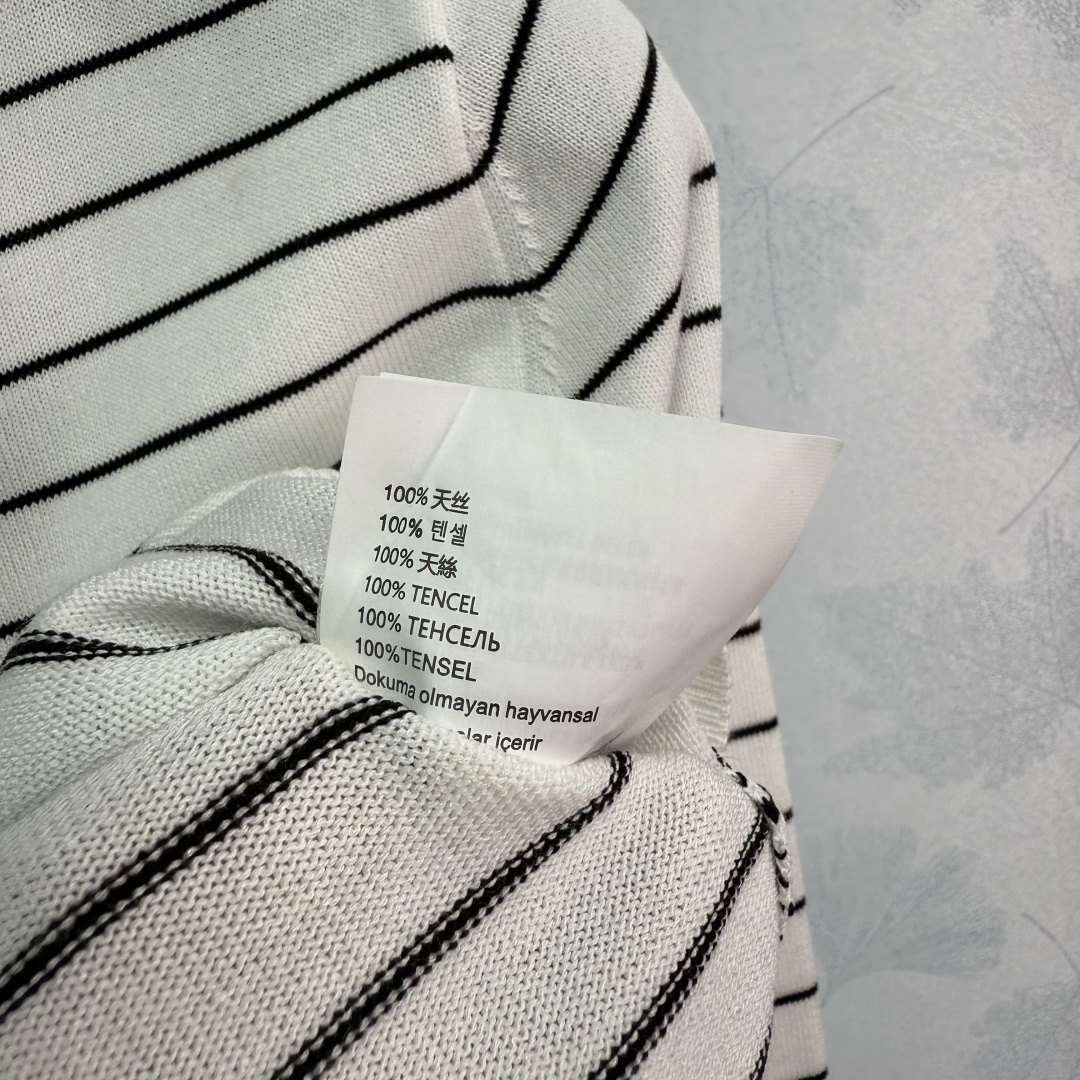 100% 天丝
100% 텐셀
100% 天絲
100% TENCEL
100% ТЕНСЕЛЬ
100%TENSEL
Dokuma olmayan hayvansal
içerir